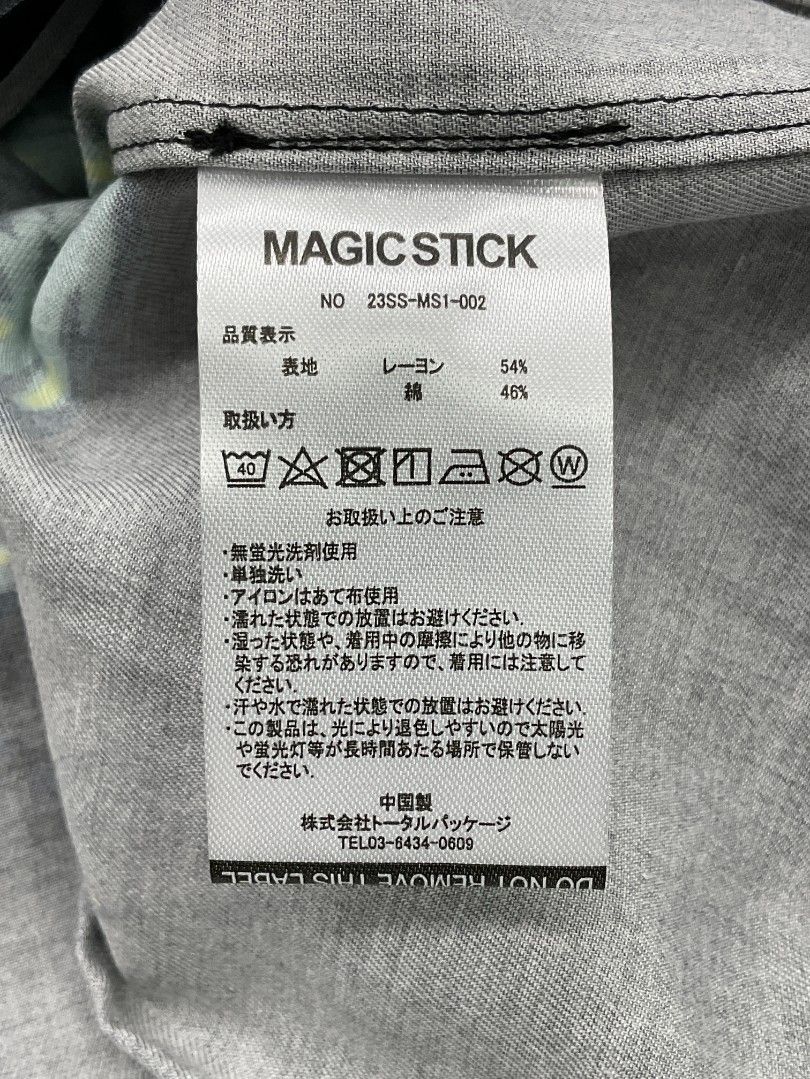 MAGIC STICK
NO 23SS-MS1-002
品質表示
表地 レーヨン 54%
綿 46%
取扱い方
40
W
お取扱い上のご注意
・無蛍光洗剤使用
・単独洗い
・アイロンはあて布使用
・濡れた状態での放置はお避けください.
・湿った状態や、着用中の摩擦により他の物に移
染する恐れがありますので、着用には注意して
ください.
・汗や水で濡れた状態での放置はお避けください.
・この製品は、光により退色しやすいので太陽光
や蛍光灯等が長時間あたる場所で保管しない
でください.
中国製
株式会社トータルパッケージ
TEL03-6434-0609
DO NOT REMOVE THIS LABEL